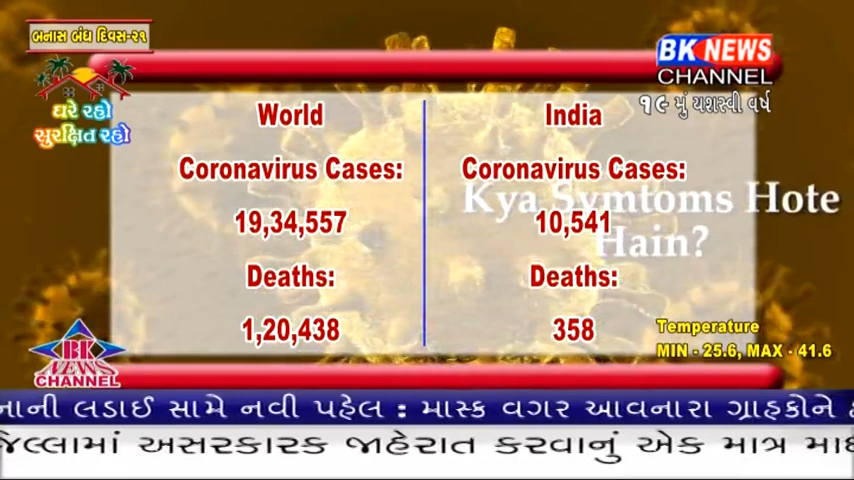 બનાસ બંધ દિવસ-૨૧
ઘરે રહો
સુરક્ષિત રહો
BK NEWS
CHANNEL
૧૯ મું યશસ્વી વર્ષ
World
Coronavirus Cases:
19,34,557
Deaths:
1,20,438
India
Coronavirus Cases:
10,541
Deaths:
358
Kya Symtoms Hote
Hain?
Temperature
MIN - 25.6, MAX - 41.6
BK
NEWS
CHANNEL
નાની લડાઈ સામે નવી પહેલ : માસ્ક વગર આવનારા ગ્રાહકોને
જિલ્લામાં અસરકારક જાહેરાત કરવાનું એક માત્ર